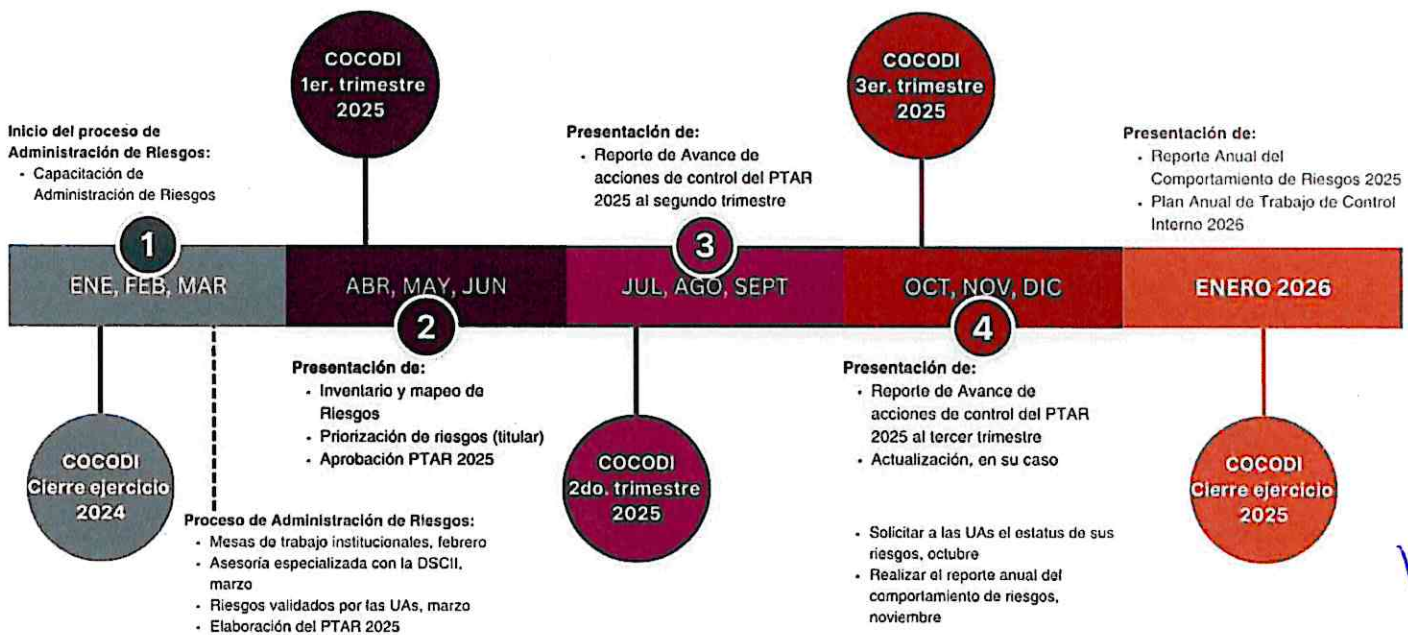 COCODI
1er. trimestre
2025
COCODI
3er. trimestre
2025
Inicio del proceso de
Administración de Riesgos:
• Capacitación de
Administración de Riesgos
Presentación de:
• Reporte de Avance de
acciones de control del PTAR
2025 al segundo trimestre
Presentación de:
• Reporte Anual del
Comportamiento de Riesgos 2025
• Plan Anual de Trabajo de Control
Interno 2026
1
3
ENE, FEB, MAR
ABR, MAY, JUN
JUL, AGO, SEPT
OCT, NOV, DIC
ENERO 2026
2
4
Presentación de:
• Inventario y mapeo de
Riesgos
• Priorización de riesgos (titular)
• Aprobación PTAR 2025
Presentación de:
• Reporte de Avance de
acciones de control del PTAR
2025 al tercer trimestre
• Actualización, en su caso
COCODI
Cierre ejercicio
2024
COCODI
2do. trimestre
2025
COCODI
Cierre ejercicio
2025
Proceso de Administración de Riesgos:
• Mesas de trabajo institucionales, febrero
• Asesoría especializada con la DSCII,
marzo
• Riesgos validados por las UAs, marzo
• Elaboración del PTAR 2025
• Solicitar a las UAs el estatus de sus
riesgos, octubre
• Realizar el reporte anual del
comportamiento de riesgos,
noviembre